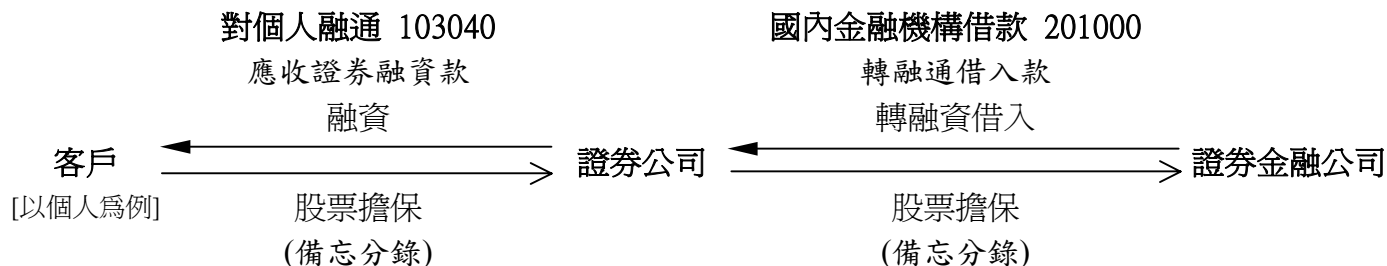 對個人融通 103040 國內金融機構借款 201000
應收證券融資款 轉融通借入款
融資 轉融資借入
客戶 證券公司 證券金融公司
[以個人為例] 股票擔保 股票擔保
(備忘分錄) (備忘分錄)